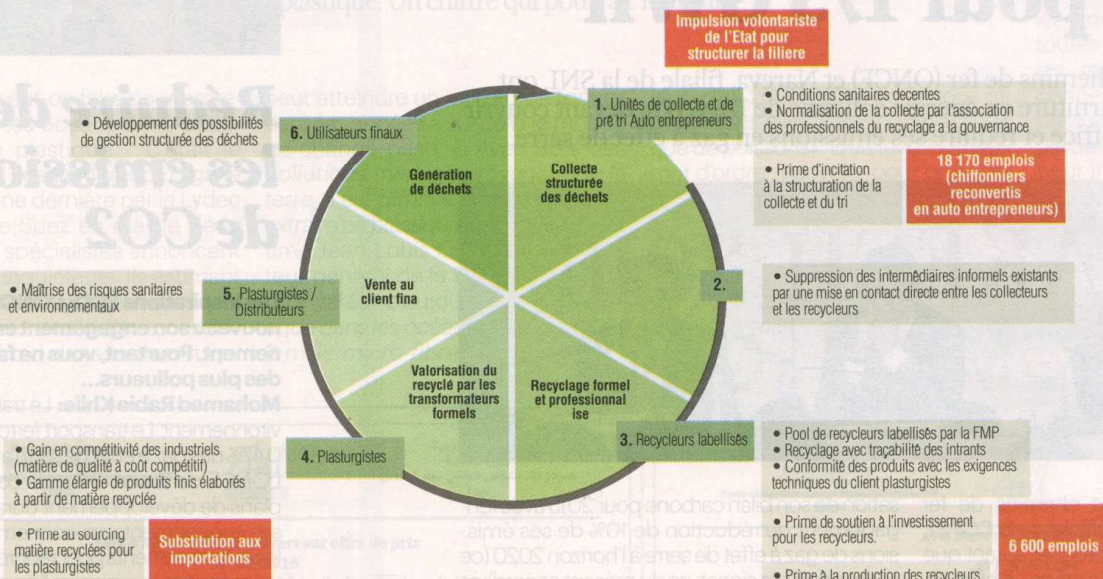 Impulsion volontariste
de l'Etat pour
structurer la filiere
1. Unités de collecte et de
pré tri Auto entrepreneurs
• Conditions sanitaires decentes
• Normalisation de la collecte par l'association
des professionnels du recyclage a la gouvernance
• Prime d'incitation
à la structuration de la
collecte et du tri
18 170 emplois
(chiffonniers
reconvertis
en auto entrepreneurs)
Collecte
structurée
des déchets
2.
• Suppression des intermédiaires informels existants
par une mise en contact directe entre les collecteurs
et les recycleurs
Recyclage formel
et professionnal
ise
3. Recycleurs labellisés
• Pool de recycleurs labellisés par la FMP
• Recyclage avec traçabilité des intrants
• Conformité des produits avec les exigences
techniques du client plasturgistes
• Prime de soutien à l'investissement
pour les recycleurs.
• Prime à la production des recycleurs
6 600 emplois
Valorisation du
recyclé par les
transformateurs
formels
4. Plasturgistes
• Gain en compétitivité des industriels
(matière de qualité à coût compétitif)
• Gamme élargie de produits finis élaborés
à partir de matière recyclée
• Prime au sourcing
matière recyclées pour
les plasturgistes
Substitution aux
importations
Vente au
client fina
5. Plasturgistes /
Distributeurs
• Maîtrise des risques sanitaires
et environnementaux
Génération
de déchets
6. Utilisateurs finaux
• Développement des possibilités
de gestion structurée des déchets